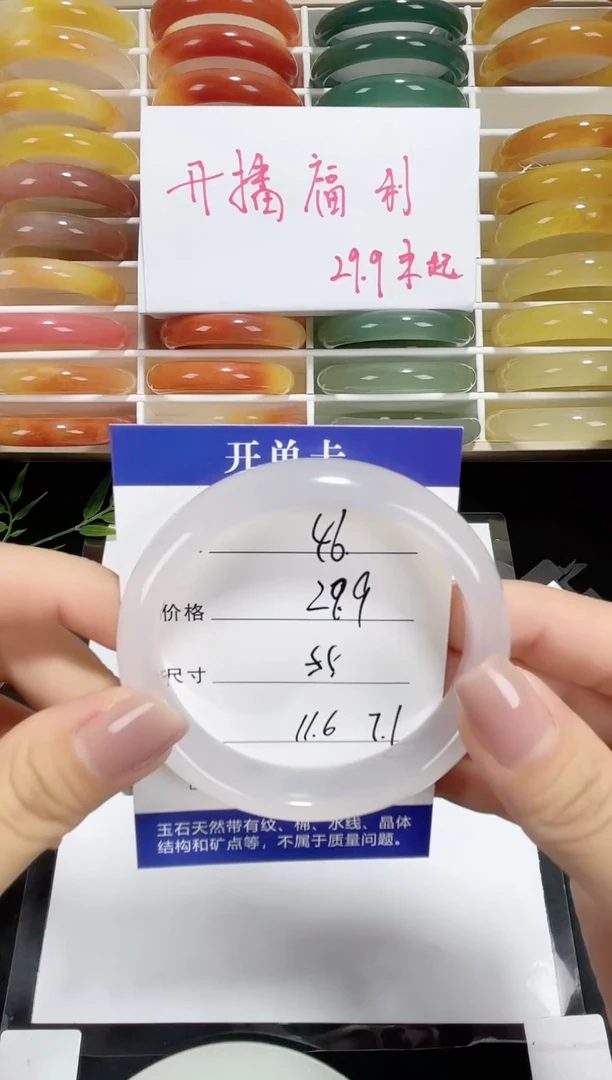 开播福利
29.9米起
开单卡
46
价格 29.9
尺寸 55
11.6 7.1
玉石天然带有纹、棉、水线、晶体
结构和矿点等，不属于质量问题。